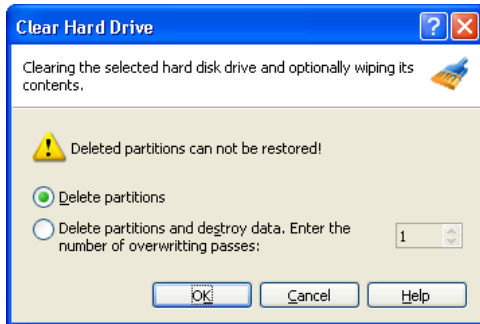 Clear Hard Drive
Clearing the selected hard disk drive and optionally wiping its
contents.
Deleted partitions can not be restored!
Delete partitions
Delete partitions and destroy data. Enter the
number of overwritting passes:
1
OK
Cancel
Help